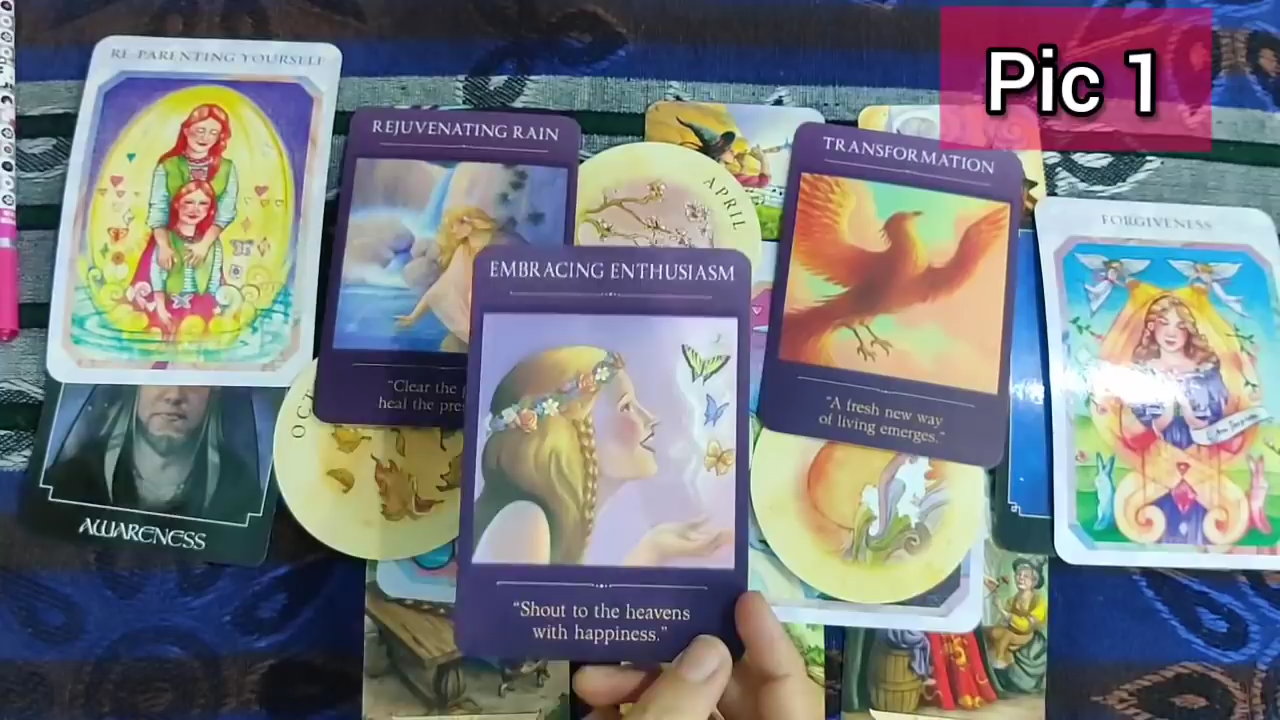 Pic 1
RE-PARENTING YOURSELF
REJUVENATING RAIN
"Clear the
heal the
APRIL
TRANSFORMATION
"A fresh new way
of living emerges."
FORGIVENESS
EMBRACING ENTHUSIASM
"Shout to the heavens
with happiness."
AWARENESS